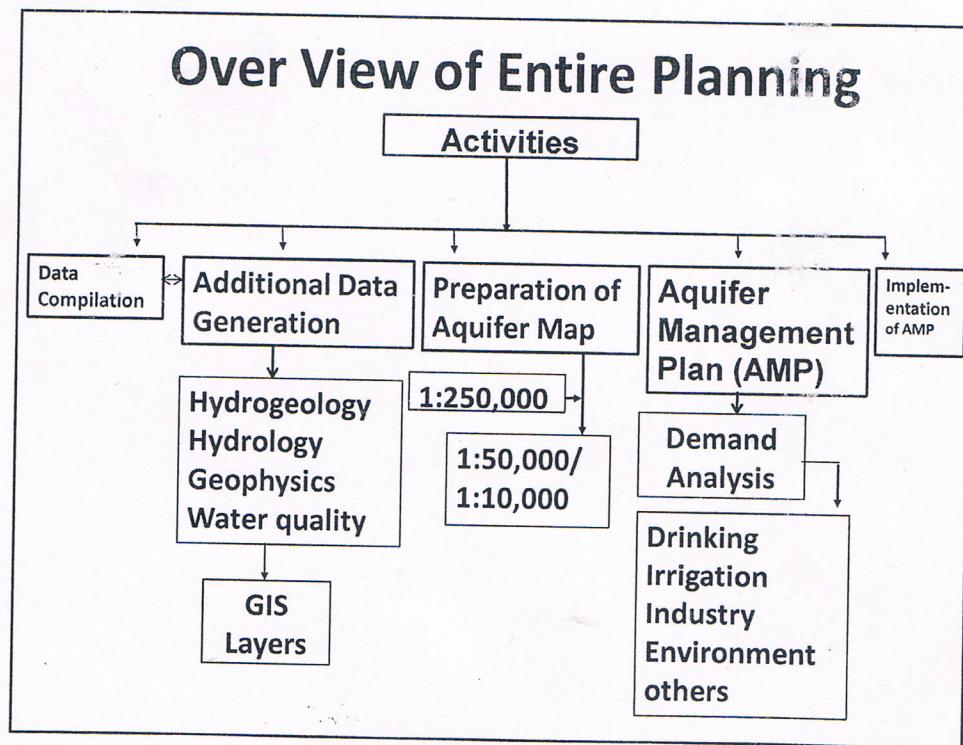 Over View of Entire Planning
Activities
Data
Compilation
Additional Data
Generation
Hydrogeology
Hydrology
Geophysics
Water quality
GIS
Layers
Preparation of
Aquifer Map
1:250,000
1:50,000/
1:10,000
Aquifer
Management
Plan (AMP)
Demand
Analysis
Drinking
Irrigation
Industry
Environment
others
Implem-
entation
of AMP